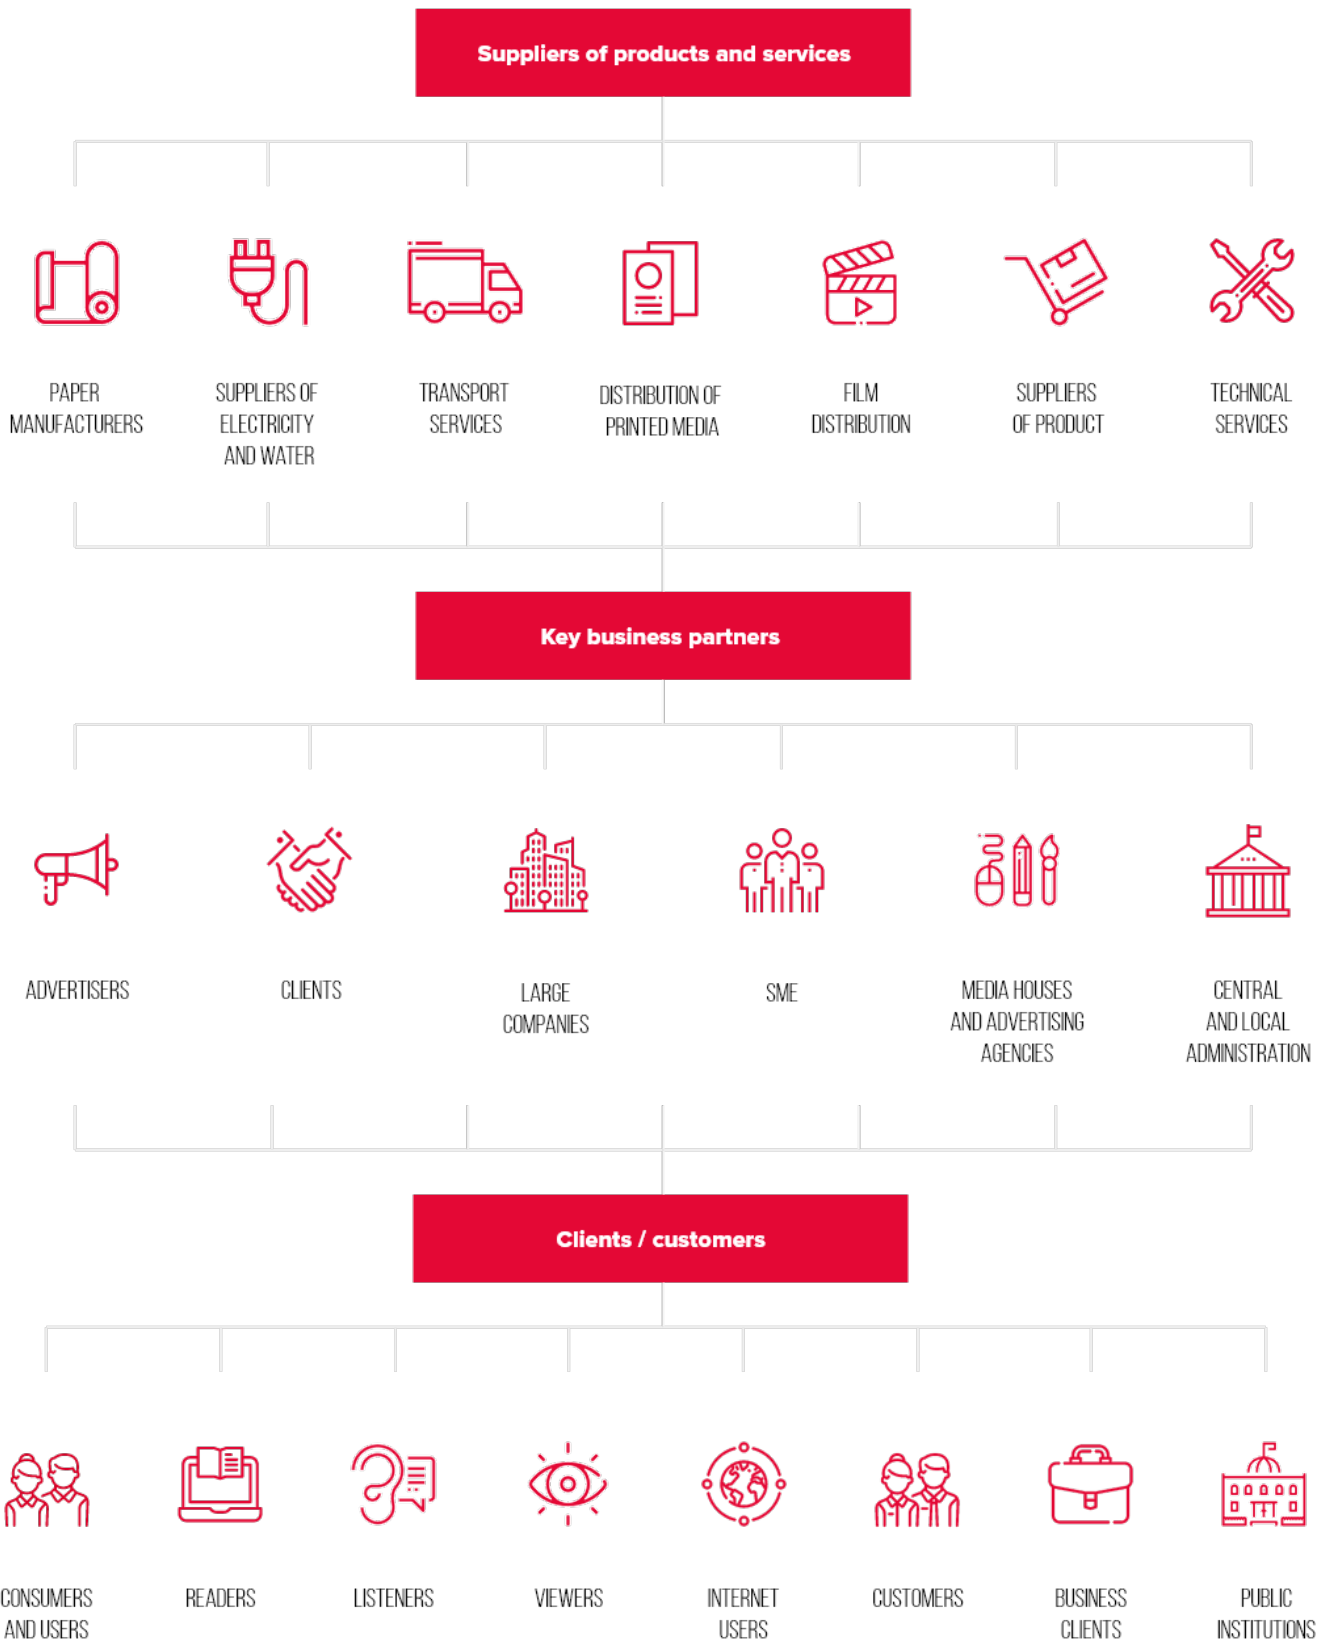 Suppliers of products and services
PAPER
MANUFACTURERS
SUPPLIERS OF
ELECTRICITY
AND WATER
TRANSPORT
SERVICES
DISTRIBUTION OF
PRINTED MEDIA
FILM
DISTRIBUTION
SUPPLIERS
OF PRODUCT
TECHNICAL
SERVICES
Key business partners
ADVERTISERS
CLIENTS
LARGE
COMPANIES
SME
MEDIA HOUSES
AND ADVERTISING
AGENCIES
CENTRAL
AND LOCAL
ADMINISTRATION
Clients / customers
CONSUMERS
AND USERS
READERS
LISTENERS
VIEWERS
INTERNET
USERS
CUSTOMERS
BUSINESS
CLIENTS
PUBLIC
INSTITUTIONS